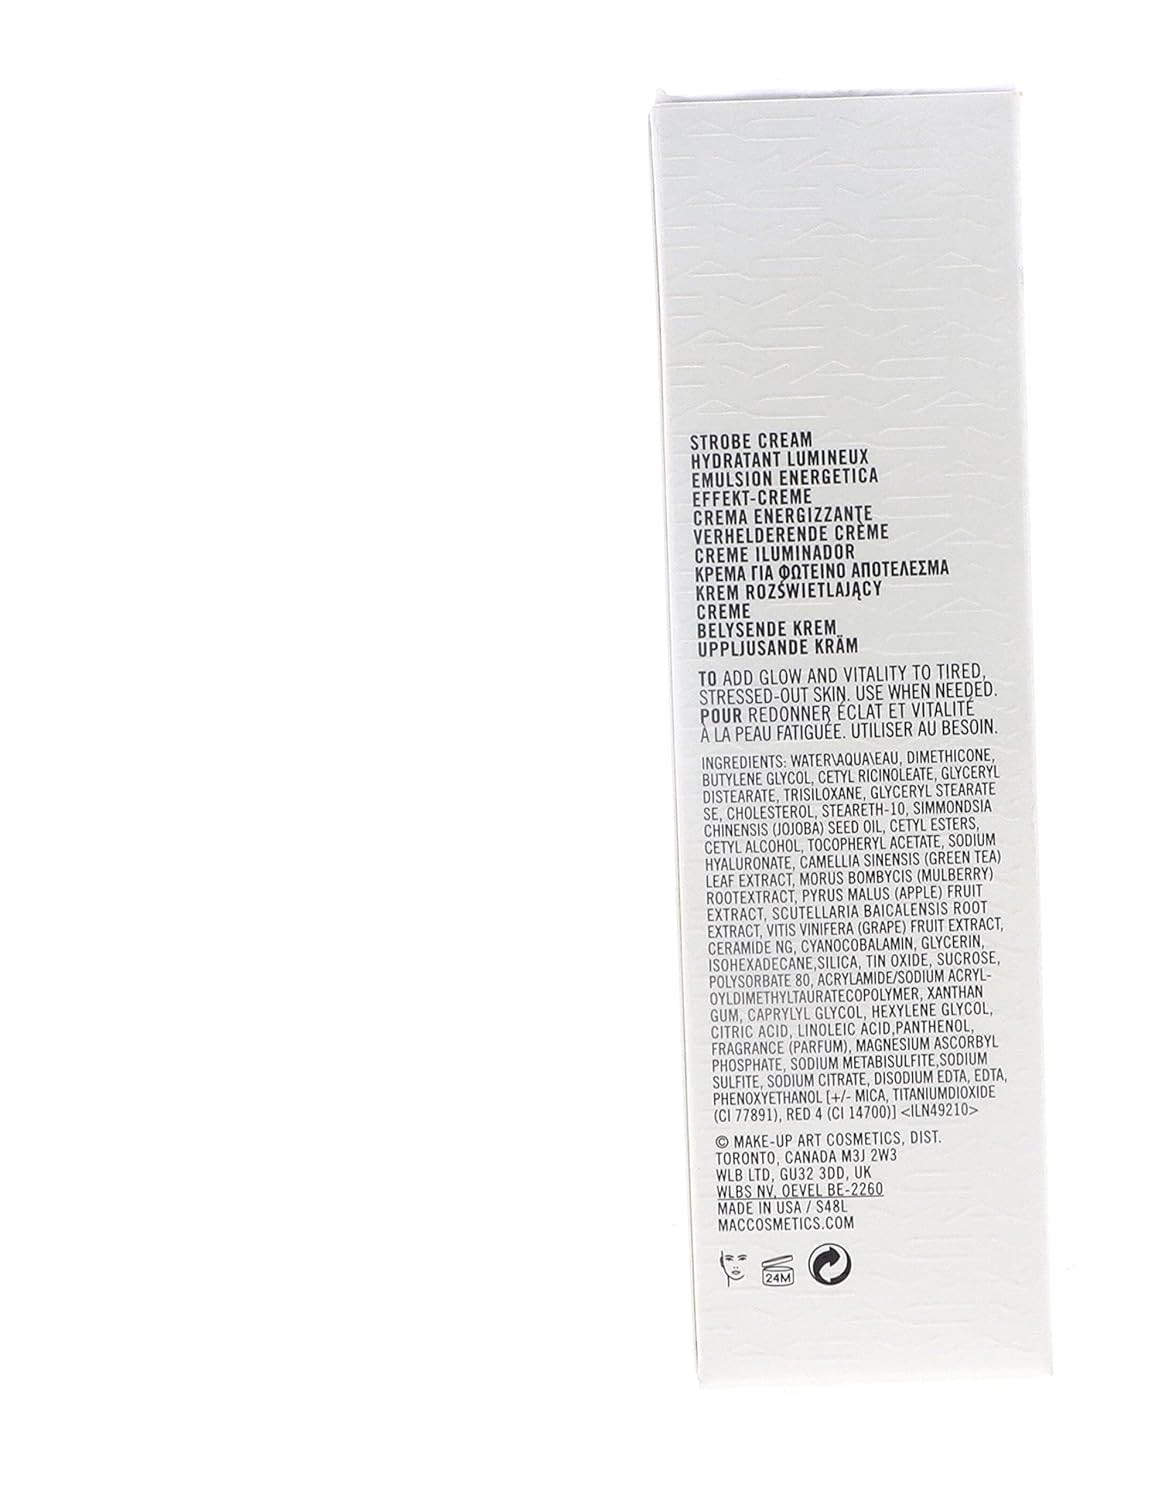 STROBE CREAM
HYDRATANT LUMINEUX
EMULSION ENERGETICA
EFFEKT-CREME
CREMA ENERGIZZANTE
VERHELDERENDE CRÈME
CREME ILUMINADOR
ΚΡΕΜΑ ΓΙΑ ΦΩΤΕΙΝΟ ΑΠΟΤΕΛΕΣΜΑ
KREM ROZŚWIETLAJĄCY
CREME
BELYSENDE KREM
UPPLJUSANDE KRÄM
TO ADD GLOW AND VITALITY TO TIRED,
STRESSED-OUT SKIN. USE WHEN NEEDED.
POUR REDONNER ÉCLAT ET VITALITÉ
À LA PEAU FATIGUÉE. UTILISER AU BESOIN.
INGREDIENTS: WATER\AQUA\EAU, DIMETHICONE,
BUTYLENE GLYCOL, CETYL RICINOLEATE, GLYCERYL
DISTEARATE, TRISILOXANE, GLYCERYL STEARATE
SE, CHOLESTEROL, STEARETH-10, SIMMONDSIA
CHINENSIS (JOJOBA) SEED OIL, CETYL ESTERS,
CETYL ALCOHOL, TOCOPHERYL ACETATE, SODIUM
HYALURONATE, CAMELLIA SINENSIS (GREEN TEA)
LEAF EXTRACT, MORUS BOMBYCIS (MULBERRY)
ROOTEXTRACT, PYRUS MALUS (APPLE) FRUIT
EXTRACT, SCUTELLARIA BAICALENSIS ROOT
EXTRACT, VITIS VINIFERA (GRAPE) FRUIT EXTRACT,
CERAMIDE NG, CYANOCOBALAMIN, GLYCERIN,
ISOHEXADECANE,SILICA, TIN OXIDE, SUCROSE,
POLYSORBATE 80, ACRYLAMIDE/SODIUM ACRYL-
OYLDIMETHYLTAURATECOPOLYMER, XANTHAN
GUM, CAPRYLYL GLYCOL, HEXYLENE GLYCOL,
CITRIC ACID, LINOLEIC ACID,PANTHENOL,
FRAGRANCE (PARFUM), MAGNESIUM ASCORBYL
PHOSPHATE, SODIUM METABISULFITE,SODIUM
SULFITE, SODIUM CITRATE, DISODIUM EDTA, EDTA,
PHENOXYETHANOL [+/- MICA, TITANIUMDIOXIDE
(CI 77891), RED 4 (CI 14700)] <ILN49210>
© MAKE-UP ART COSMETICS, DIST.
TORONTO, CANADA M3J 2W3
WLB LTD, GU32 3DD, UK
WLBS NV, OEVEL BE-2260
MADE IN USA / S48L
MACCOSMETICS.COM
24M